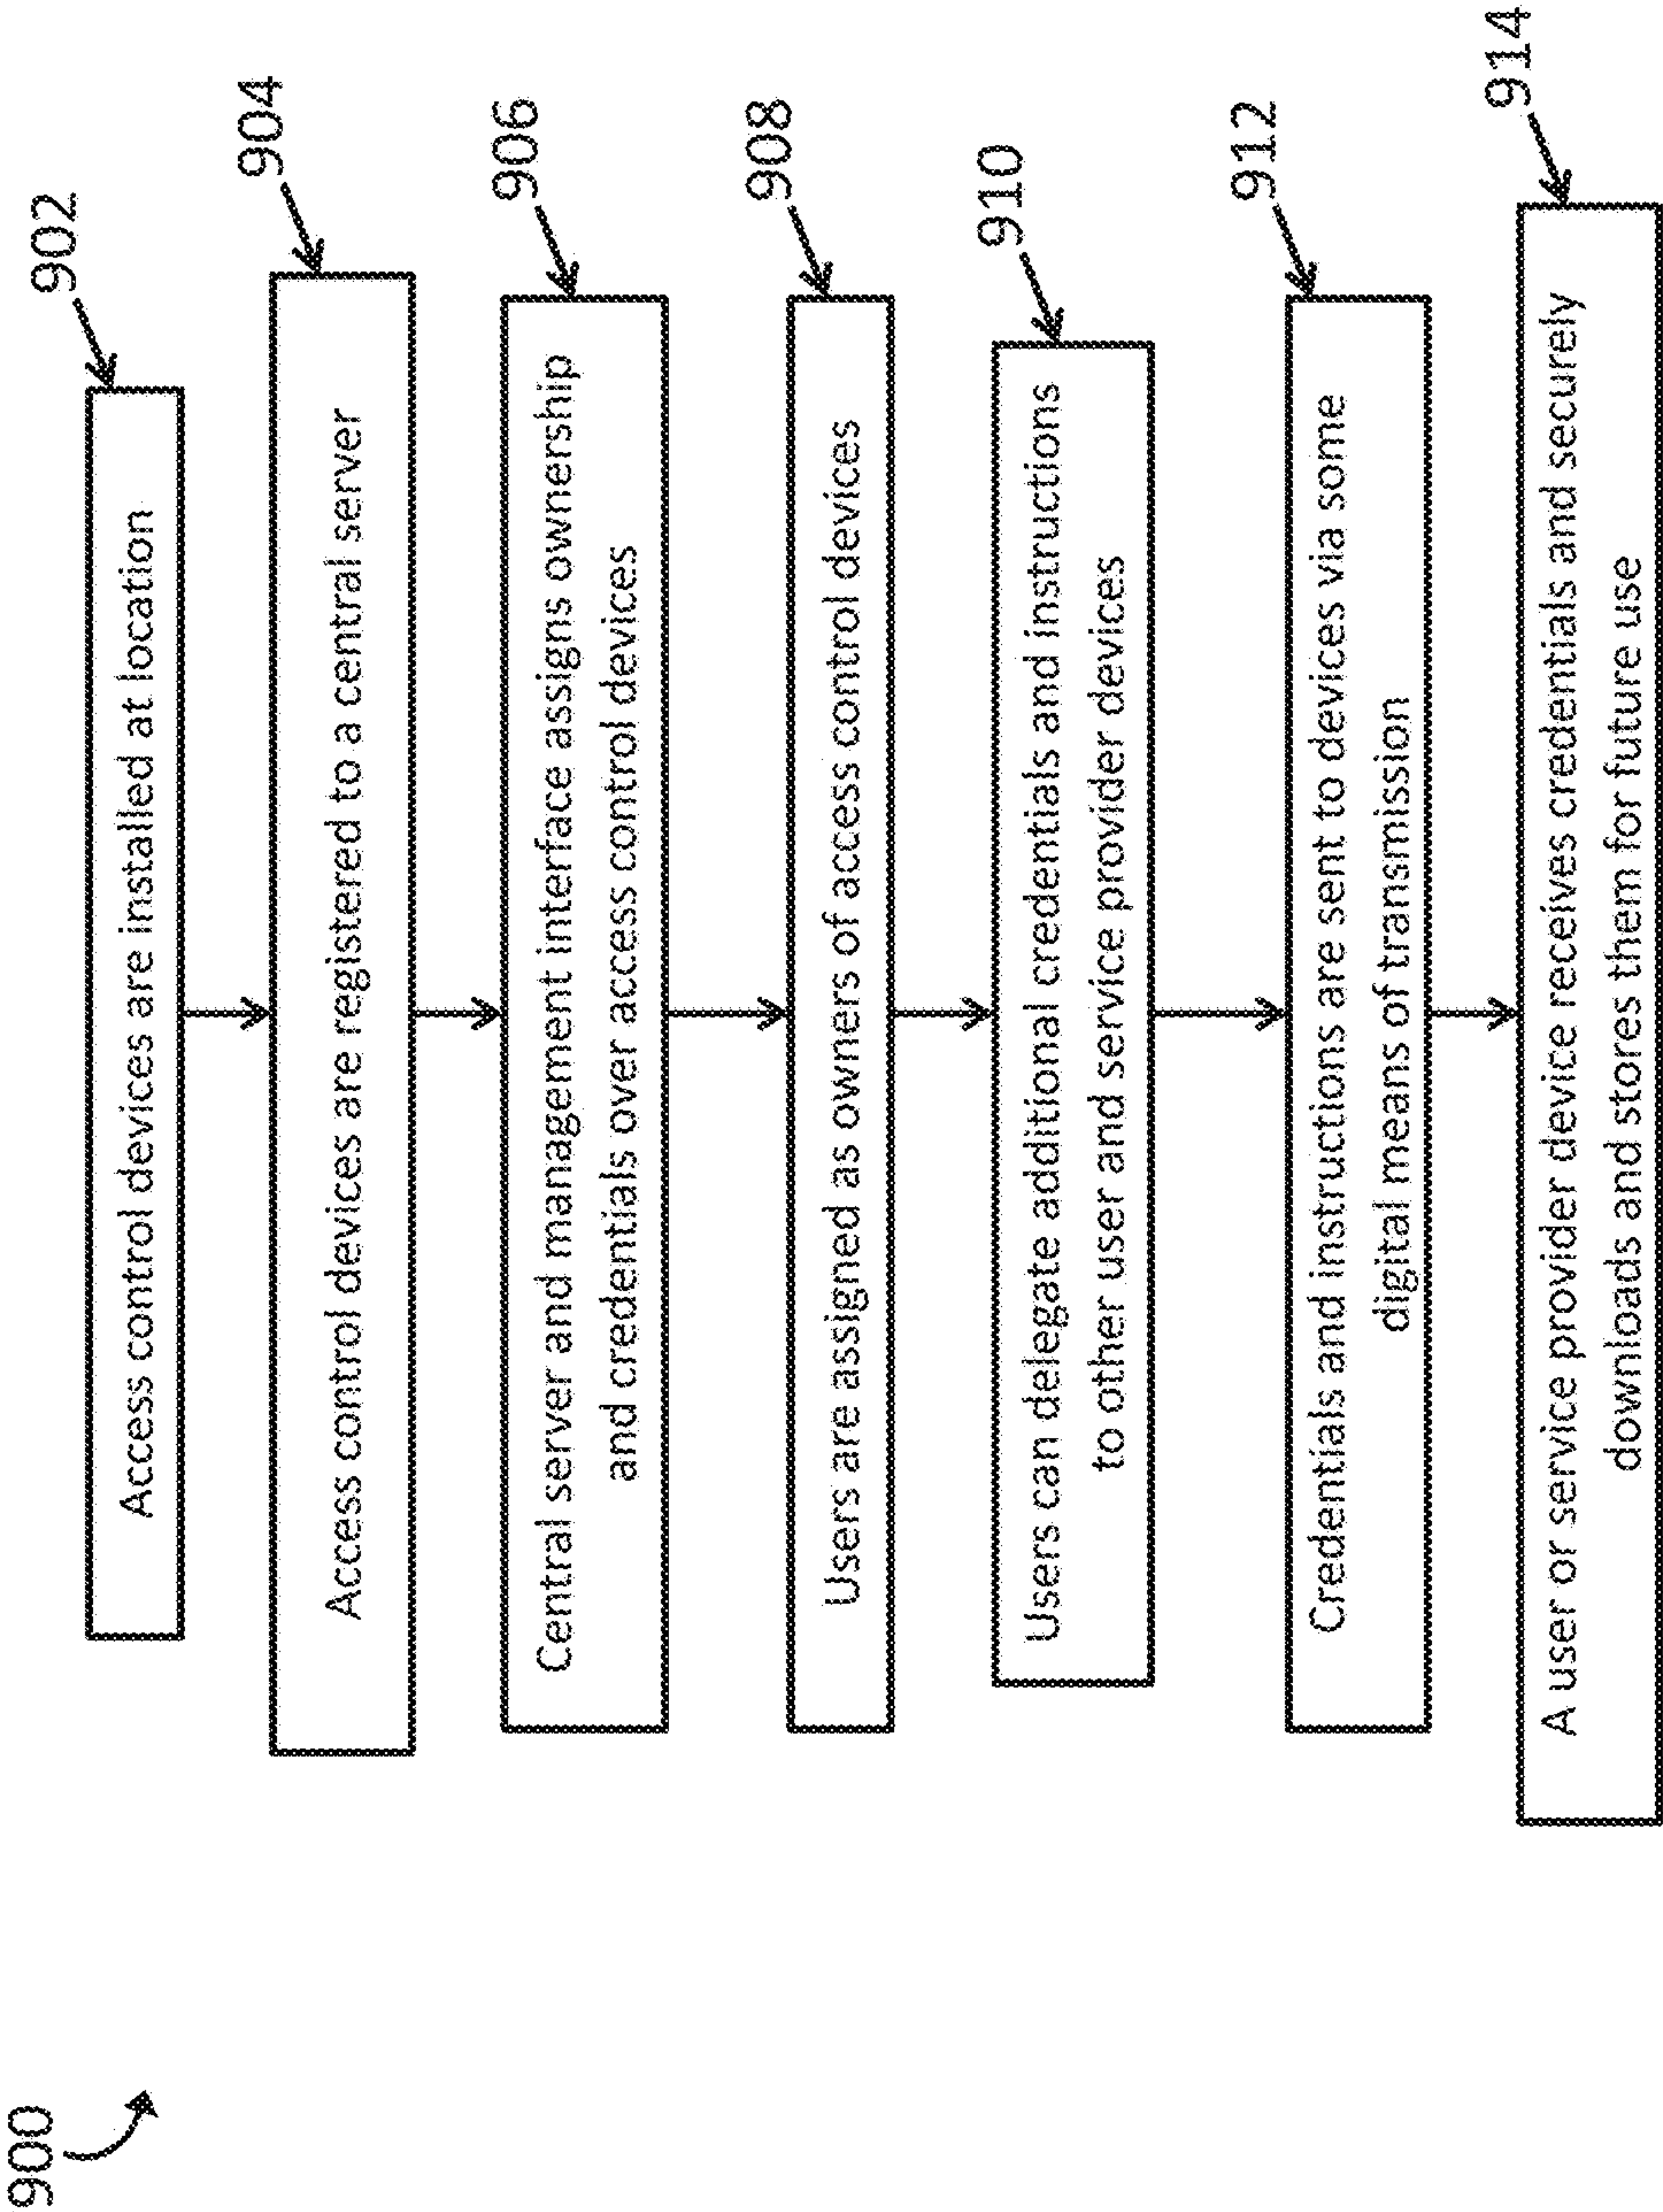 900
902
Access control devices are installed at location
904
Access control devices are registered to a central server
906
Central server and management interface assigns ownership
and credentials over access control devices
908
Users are assigned as owners of access control devices
910
Users can delegate additional credentials and instructions
to other user and service provider devices
912
Credentials and instructions are sent to devices via some
digital means of transmission
914
A user or service provider device receives credentials and securely
downloads and stores them for future use